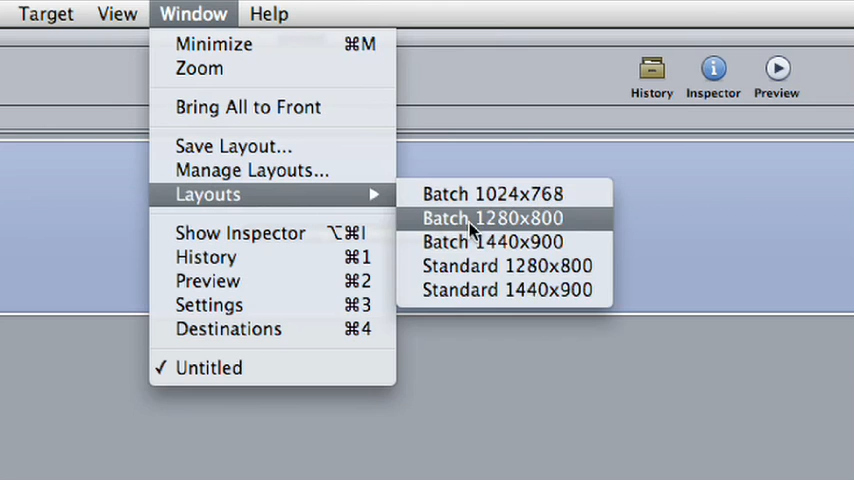 Target View Window Help
Minimize ⌘M
Zoom
Bring All to Front
Save Layout...
Manage Layouts...
Layouts
Show Inspector ⌥⌘I
History ⌘1
Preview ⌘2
Settings ⌘3
Destinations ⌘4
✓ Untitled
Batch 1024x768
Batch 1280x800
Batch 1440x900
Standard 1280x800
Standard 1440x900
History Inspector Preview